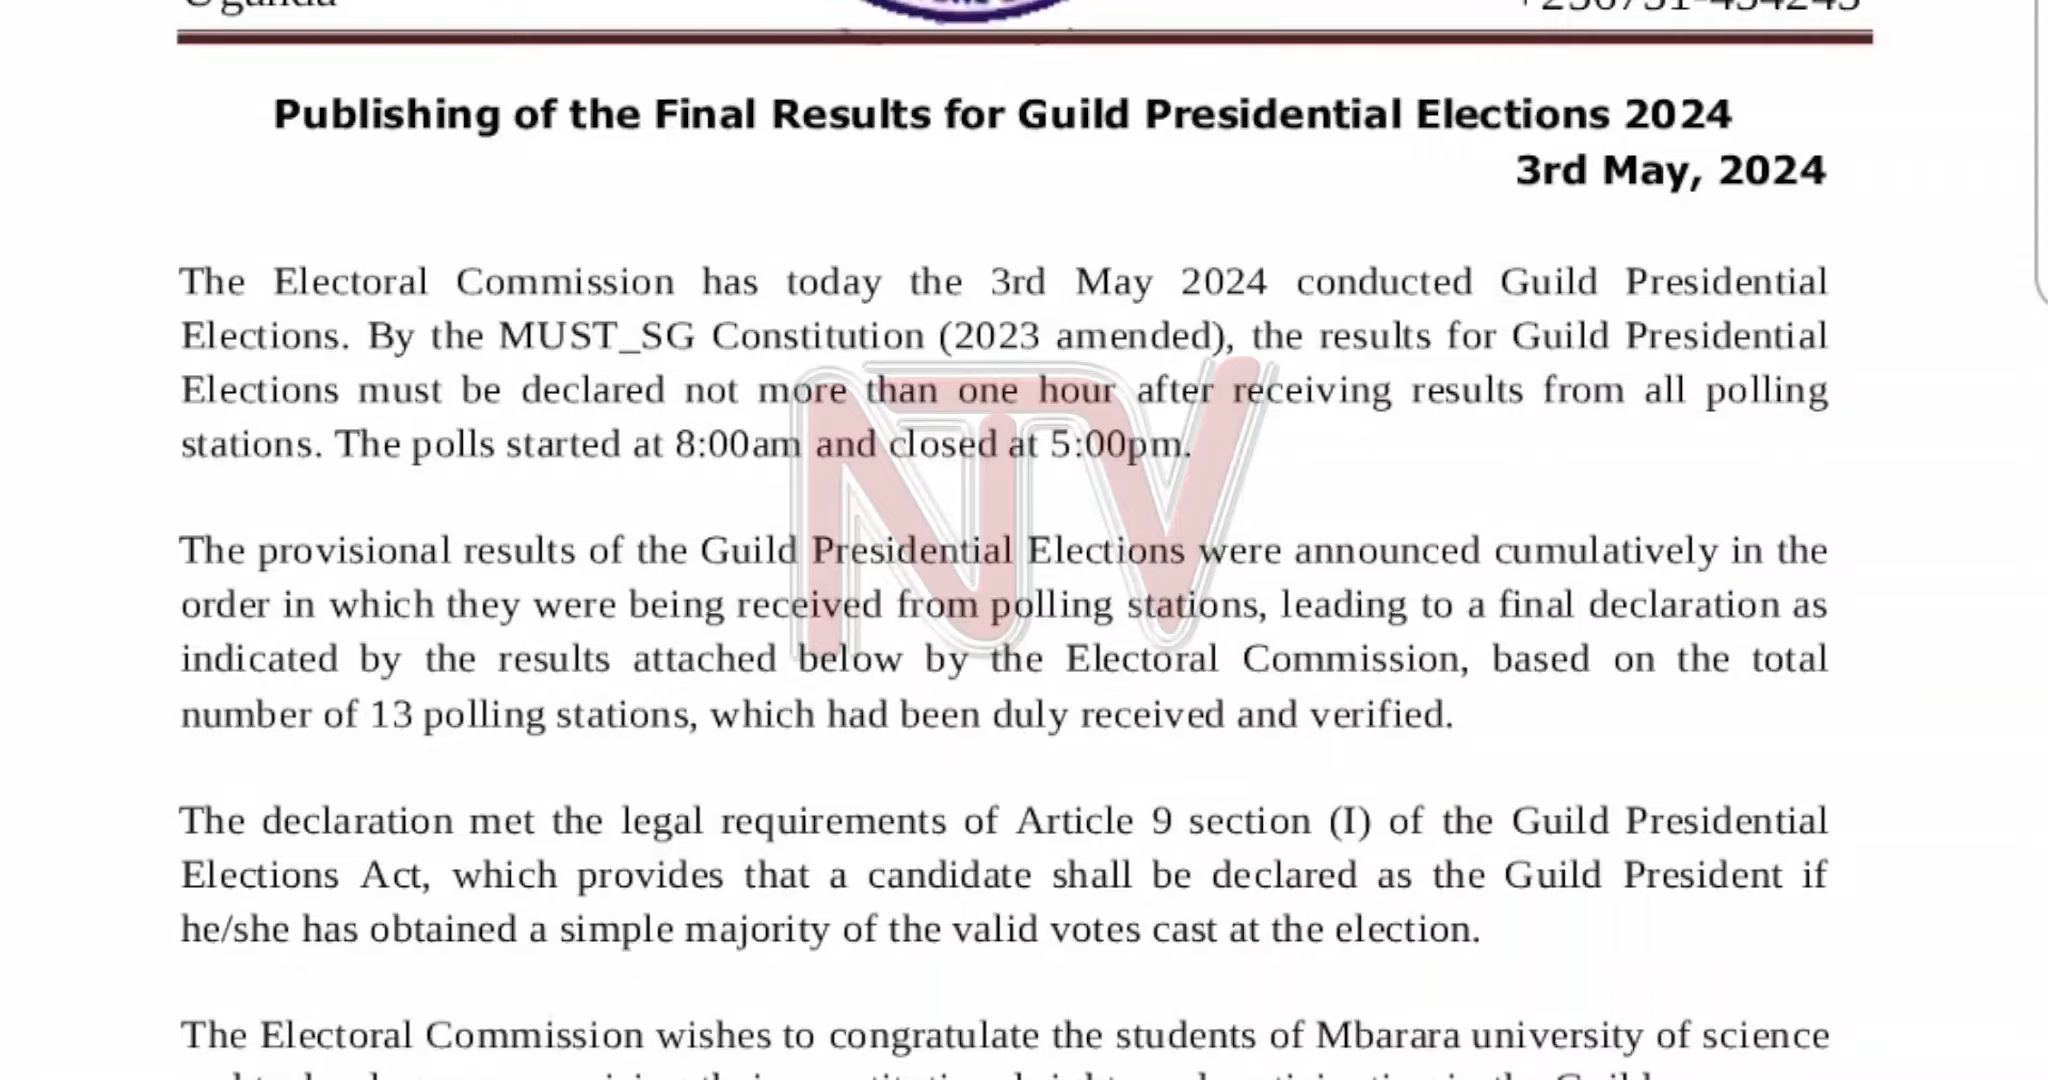 Uganda
Publishing of the Final Results for Guild Presidential Elections 2024
3rd May, 2024
The Electoral Commission has today the 3rd May 2024 conducted Guild Presidential
Elections. By the MUST_SG Constitution (2023 amended), the results for Guild Presidential
Elections must be declared not more than one hour after receiving results from all polling
stations. The polls started at 8:00am and closed at 5:00pm.
NTV
The provisional results of the Guild Presidential Elections were announced cumulatively in the
order in which they were being received from polling stations, leading to a final declaration as
indicated by the results attached below by the Electoral Commission, based on the total
number of 13 polling stations, which had been duly received and verified.
The declaration met the legal requirements of Article 9 section (I) of the Guild Presidential
Elections Act, which provides that a candidate shall be declared as the Guild President if
he/she has obtained a simple majority of the valid votes cast at the election.
The Electoral Commission wishes to congratulate the students of Mbarara university of science